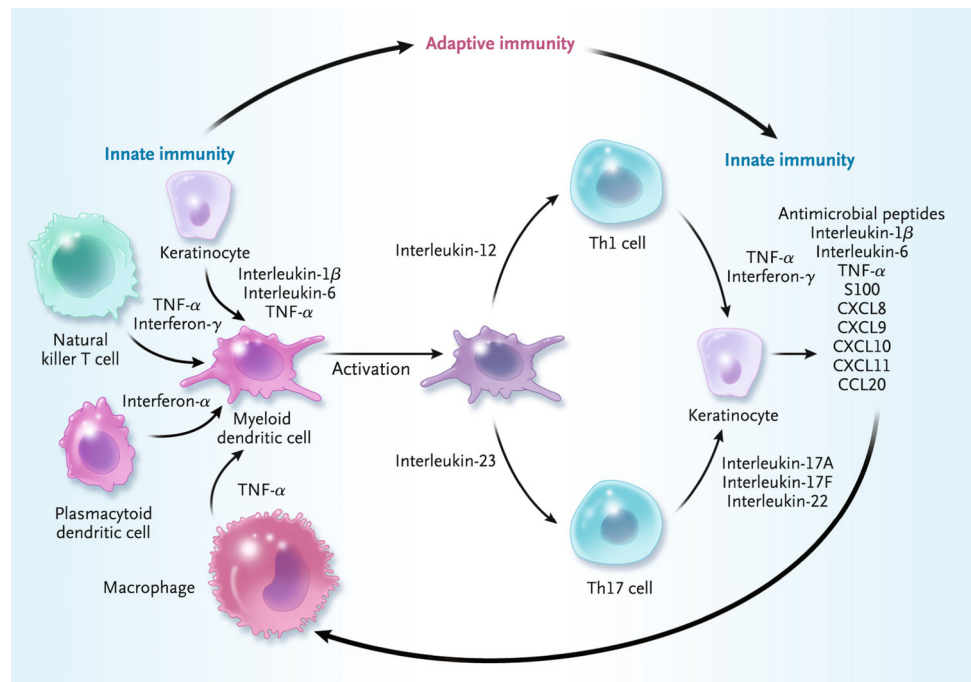 Adaptive immunity
Innate immunity
Keratinocyte
Natural
killer T cell
TNF-α
Interferon-γ
Interleukin-1β
Interleukin-6
TNF-α
Interferon-α
Plasmacytoid
dendritic cell
Myeloid
dendritic cell
TNF-α
Macrophage
Activation
Interleukin-12
Interleukin-23
Th1 cell
Th17 cell
TNF-α
Interferon-γ
Keratinocyte
Interleukin-17A
Interleukin-17F
Interleukin-22
Innate immunity
Antimicrobial peptides
Interleukin-1β
Interleukin-6
TNF-α
S100
CXCL8
CXCL9
CXCL10
CXCL11
CCL20